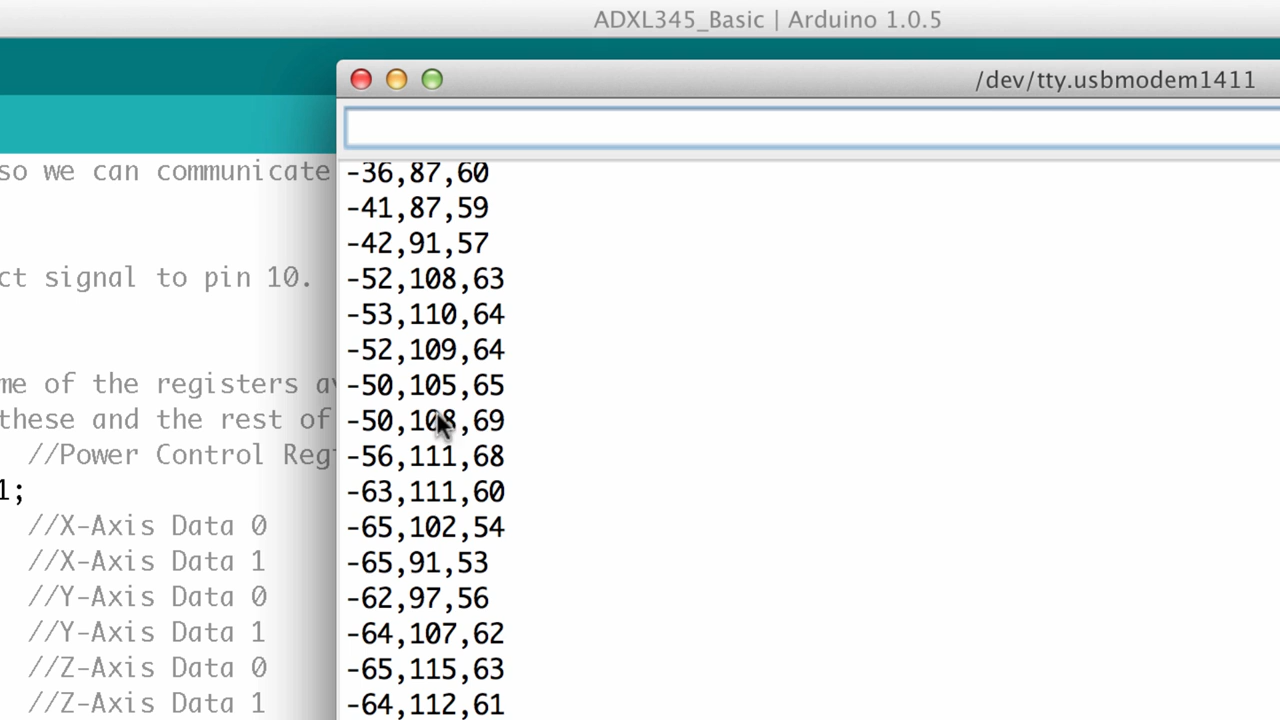 ADXL345_Basic | Arduino 1.0.5
/dev/tty.usbmodem1411
so we can communicate
ct signal to pin 10.
me of the registers av
these and the rest of
//Power Control Reg
1;
//X-Axis Data 0
//X-Axis Data 1
//Y-Axis Data 0
//Y-Axis Data 1
//Z-Axis Data 0
//Z-Axis Data 1
-36,87,60
-41,87,59
-42,91,57
-52,108,63
-53,110,64
-52,109,64
-50,105,65
-50,108,69
-56,111,68
-63,111,60
-65,102,54
-65,91,53
-62,97,56
-64,107,62
-65,115,63
-64,112,61